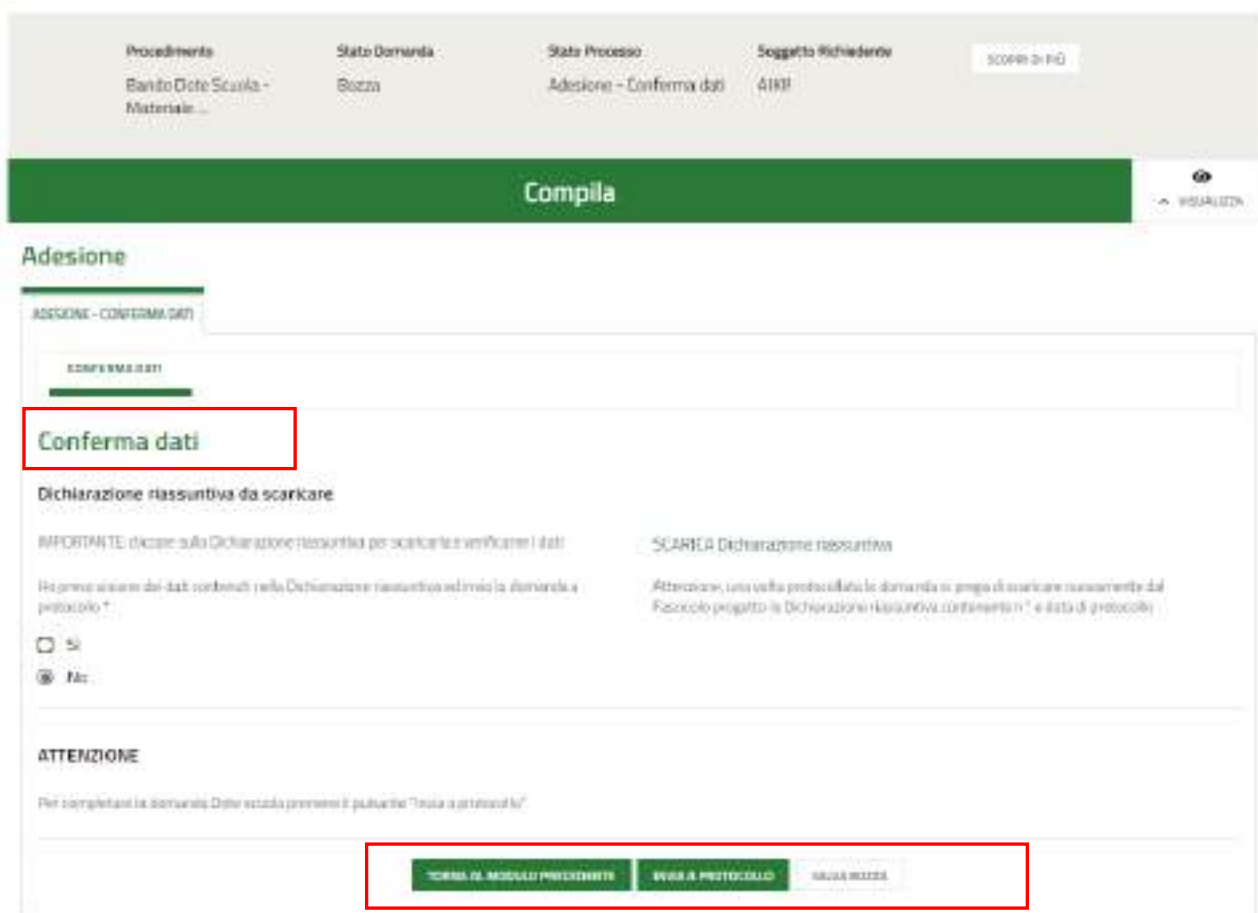 Procedimento
Stato Domanda
Stato Processo
Soggetto Richiedente
SCOPRI DI PIÙ
Bando Dote Scuola -
Materiale ...
Bozza
Adesione - Conferma dati
Compila
VISUALIZZA
Adesione
ADESIONE - CONFERMA DATI
CONFERMA DATI
Conferma dati
Dichiarazione riassuntiva da scaricare
IMPORTANTE: cliccare sulla Dichiarazione riassuntiva per scaricarla e verificarne i dati
SCARICA Dichiarazione riassuntiva
Ho preso visione dei dati contenuti nella Dichiarazione riassuntiva ed invio la domanda a
protocollo *
Attenzione, una volta protocollata la domanda si prega di scaricare nuovamente dal
Fascicolo progetto la Dichiarazione riassuntiva contenente n° e data di protocollo
Si
No
ATTENZIONE
Per completare la domanda Dote scuola premere il pulsante "Invia a protocollo"
TORNA AL MODULO PRECEDENTE
INVIA A PROTOCOLLO
SALVA BOZZA